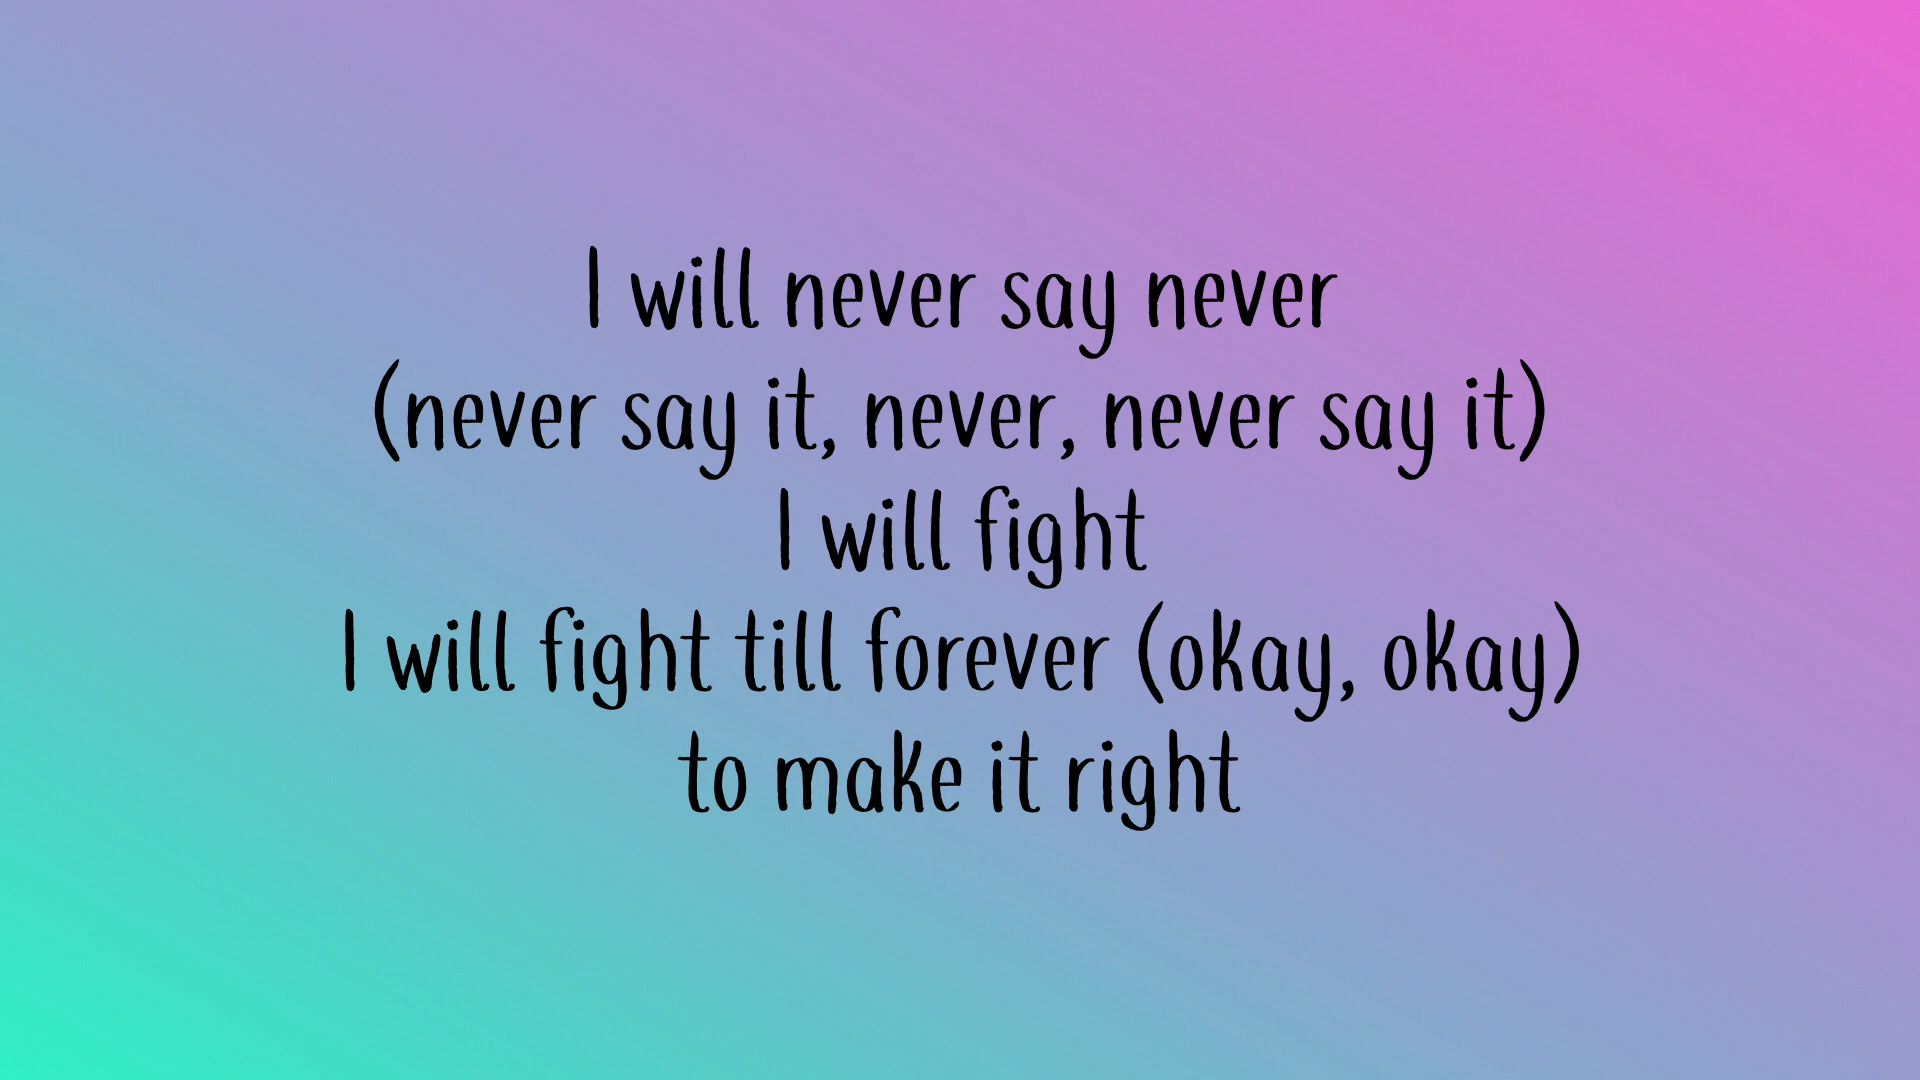 I will never say never
(never say it, never, never say it)
I will fight
I will fight till forever (okay, okay)
to make it right